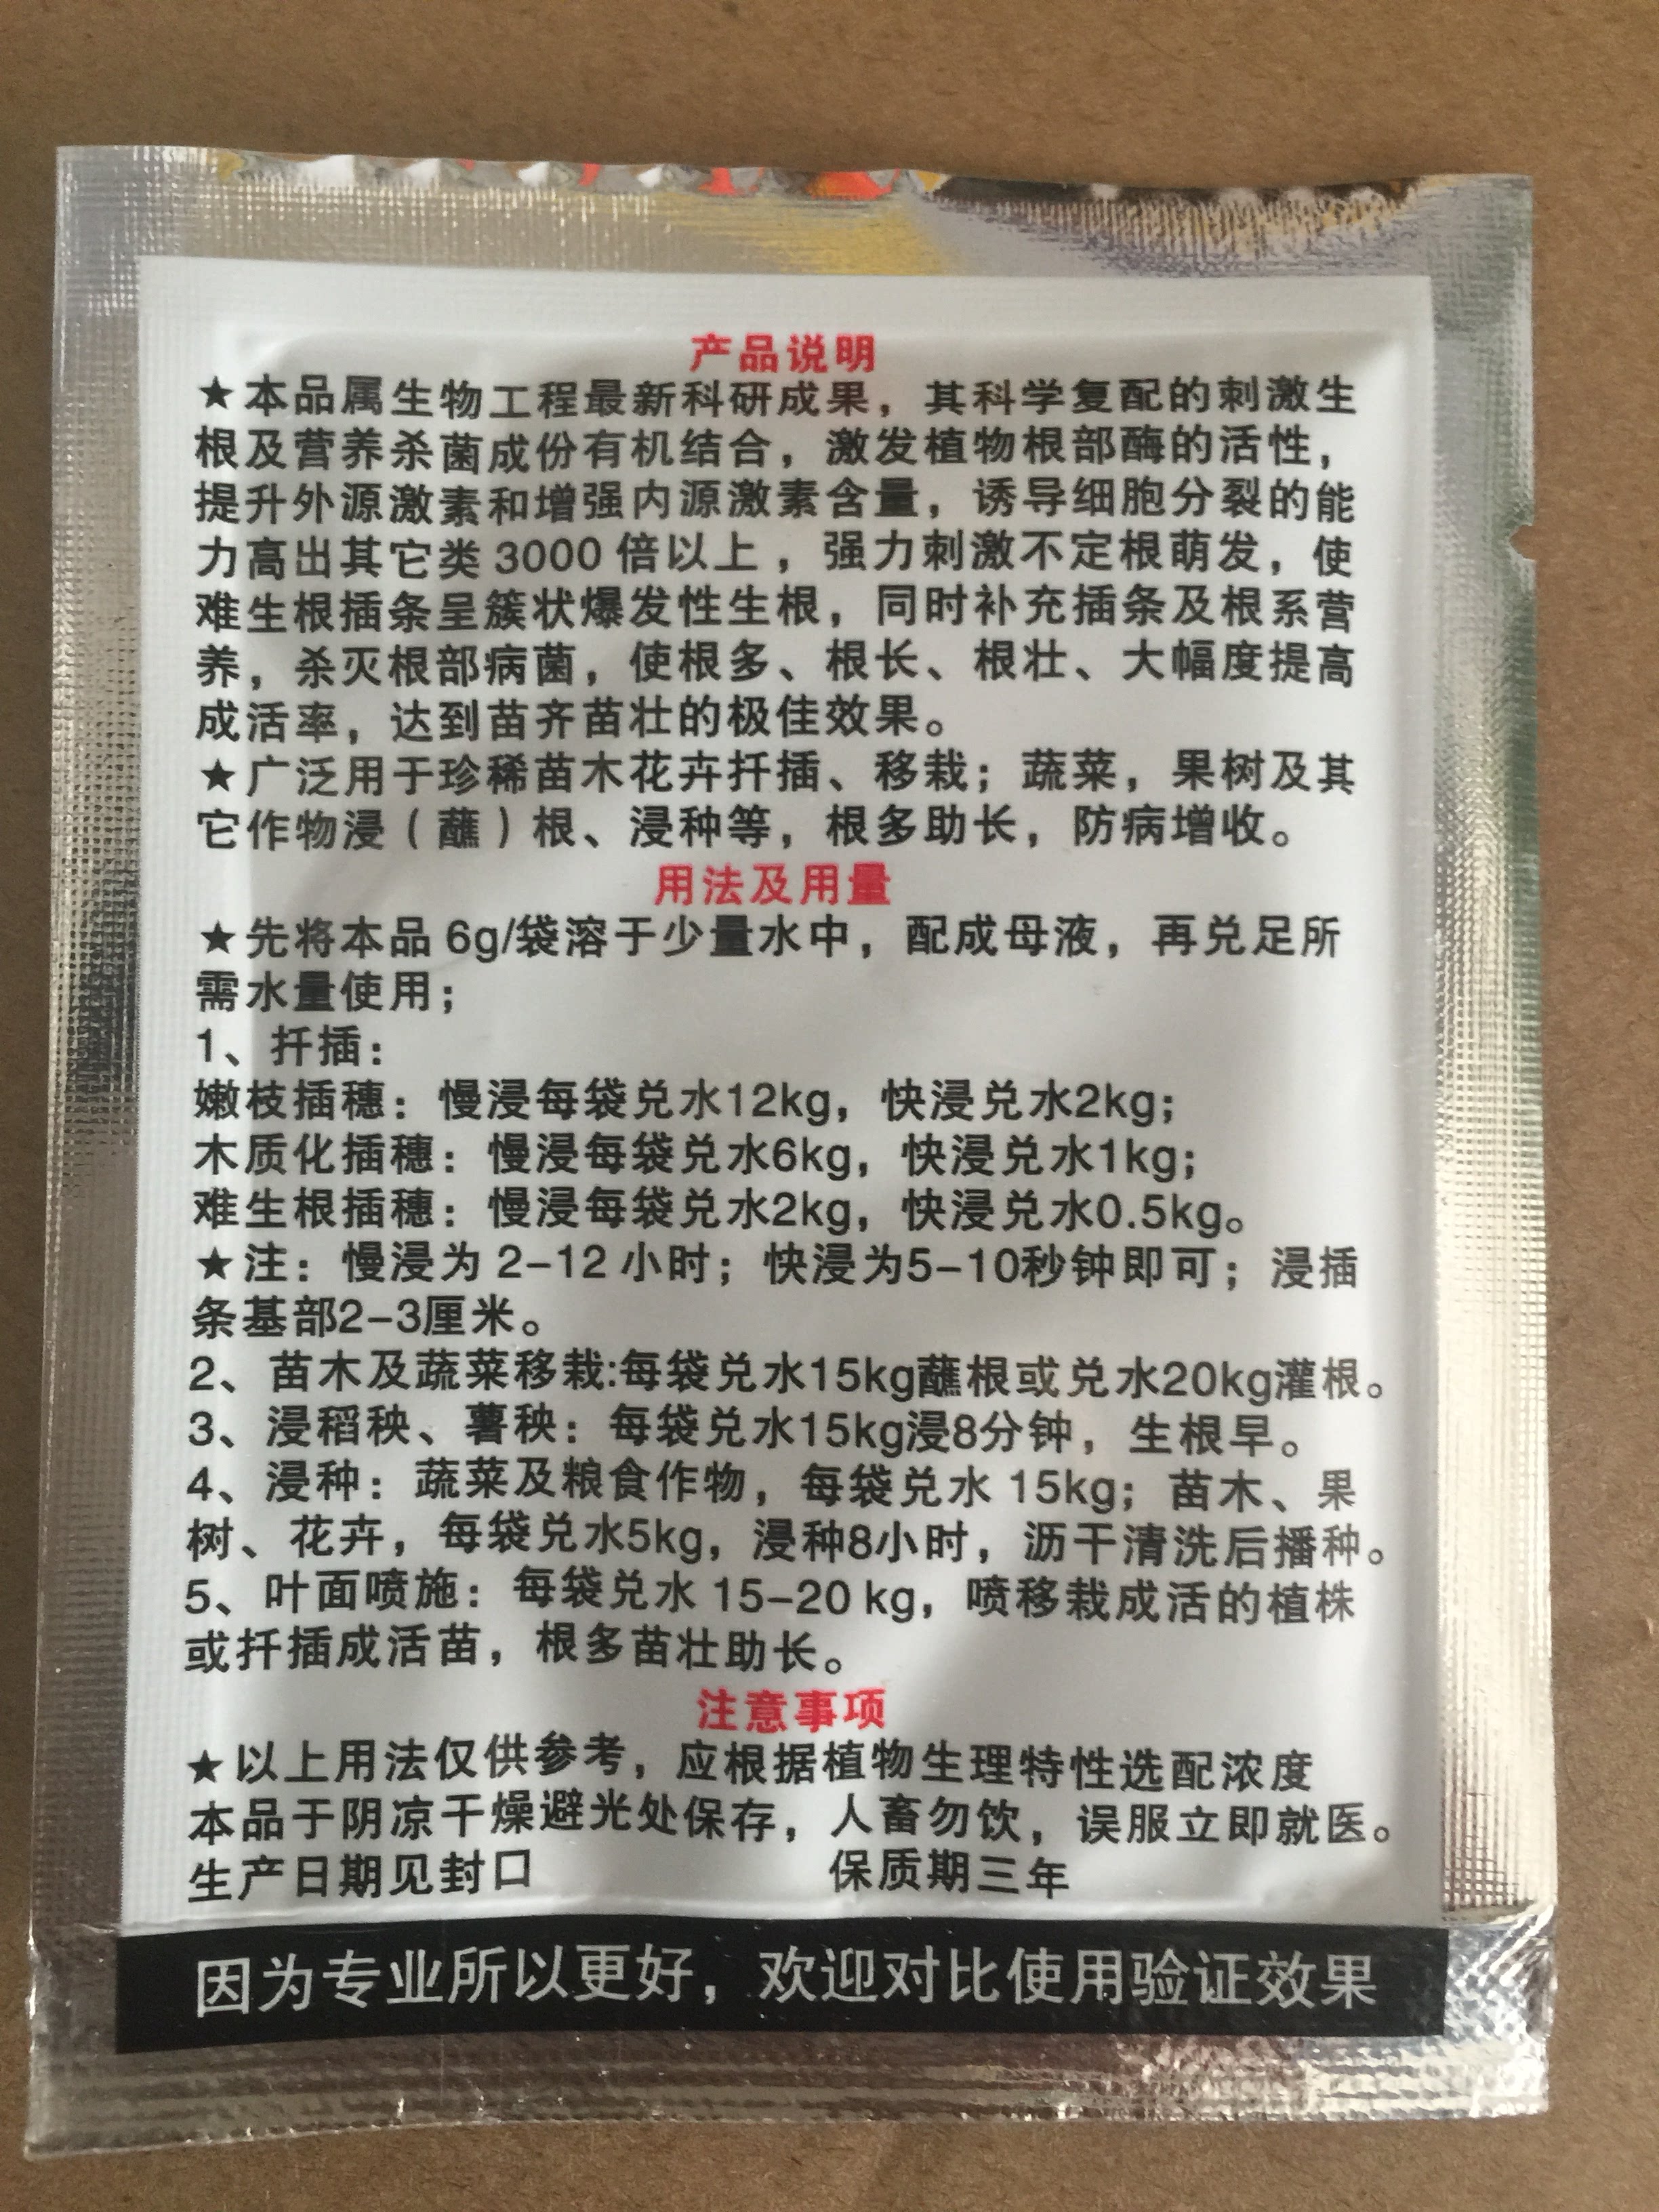 产品说明
★本品属生物工程最新科研成果，其科学复配的刺激生
根及营养杀菌成份有机结合，激发植物根部酶的活性，
提升外源激素和增强内源激素含量，诱导细胞分裂的能
力高出其它类 3000 倍以上，强力刺激不定根萌发，使
难生根插条呈簇状爆发性生根，同时补充插条及根系营
养，杀灭根部病菌，使根多、根长、根壮、大幅度提高
成活率，达到苗齐苗壮的极佳效果。
★广泛用于珍稀苗木花卉扦插、移栽；蔬菜，果树及其
它作物浸（蘸）根、浸种等，根多助长，防病增收。
用法及用量
★先将本品 6g/袋溶于少量水中，配成母液，再兑足所
需水量使用；
1、扦插：
嫩枝插穗：慢浸每袋兑水12kg，快浸兑水2kg；
木质化插穗：慢浸每袋兑水6kg，快浸兑水1kg；
难生根插穗：慢浸每袋兑水2kg，快浸兑水0.5kg。
★注：慢浸为 2-12 小时；快浸为5-10秒钟即可；浸插
条基部2-3厘米。
2、苗木及蔬菜移栽:每袋兑水15kg蘸根或兑水20kg灌根。
3、浸稻秧、薯秧：每袋兑水15kg浸8分钟，生根早。
4、浸种：蔬菜及粮食作物，每袋兑水 15kg；苗木、果
树、花卉，每袋兑水5kg，浸种8小时，沥干清洗后播种。
5、叶面喷施：每袋兑水 15-20 kg，喷移栽成活的植株
或扦插成活苗，根多苗壮助长。
注意事项
★以上用法仅供参考，应根据植物生理特性选配浓度
本品于阴凉干燥避光处保存，人畜勿饮，误服立即就医。
生产日期见封口 保质期三年
因为专业所以更好，欢迎对比使用验证效果